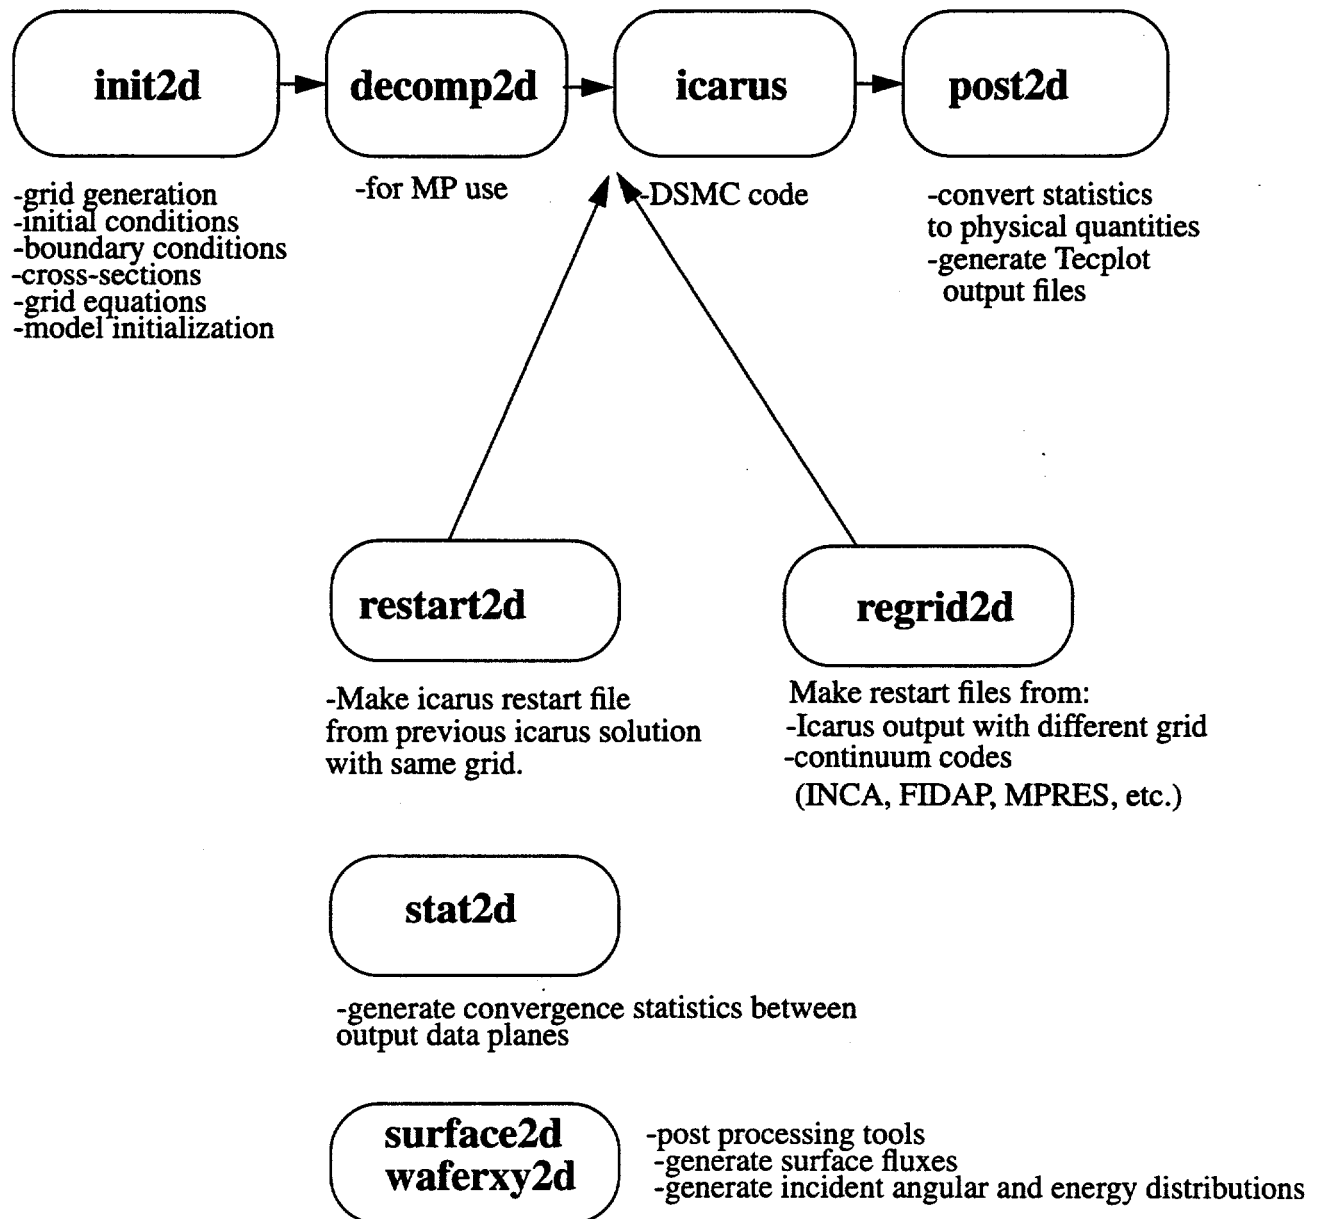 init2d
decomp2d
icarus
post2d
-grid generation
-initial conditions
-boundary conditions
-cross-sections
-grid equations
-model initialization
-for MP use
-DSMC code
-convert statistics
to physical quantities
-generate Tecplot
output files
restart2d
-Make icarus restart file
from previous icarus solution
with same grid.
regrid2d
Make restart files from:
-Icarus output with different grid
-continuum codes
(INCA, FIDAP, MPRES, etc.)
stat2d
-generate convergence statistics between
output data planes
surface2d
waferxy2d
-post processing tools
-generate surface fluxes
-generate incident angular and energy distributions